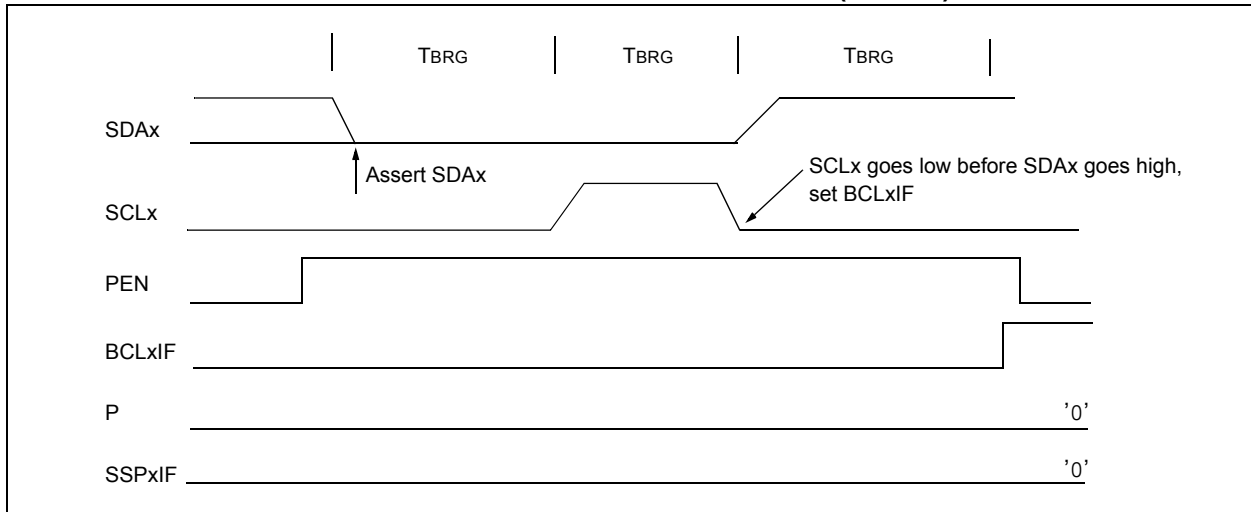 TBRG TBRG TBRG
SDAx
Assert SDAx
SCLx goes low before SDAx goes high,
set BCLxIF
SCLx
PEN
BCLxIF
P '0'
SSPxIF '0'